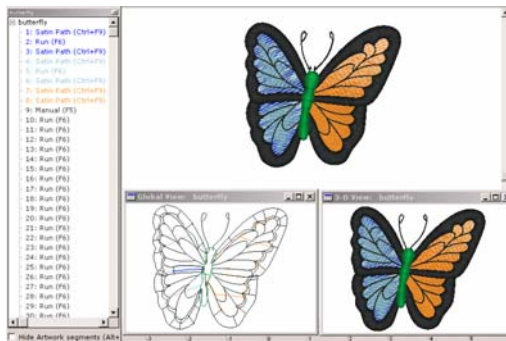 butterfly
butterfly
1: Satin Path (Ctrl+F9)
2: Run (F6)
3: Satin Path (Ctrl+F9)
4: Satin Path (Ctrl+F9)
5: Run (F6)
6: Satin Path (Ctrl+F9)
7: Satin Path (Ctrl+F9)
8: Satin Path (Ctrl+F9)
9: Manual (F5)
10: Run (F6)
11: Run (F6)
12: Run (F6)
13: Run (F6)
14: Run (F6)
15: Run (F6)
16: Run (F6)
17: Run (F6)
18: Run (F6)
19: Run (F6)
20: Run (F6)
21: Run (F6)
22: Run (F6)
23: Run (F6)
24: Run (F6)
25: Run (F6)
26: Run (F6)
27: Run (F6)
28: Run (F6)
29: Run (F6)
30: Run (F6)
Hide Artwork segments (Alt+
Global View: butterfly
3-D View: butterfly